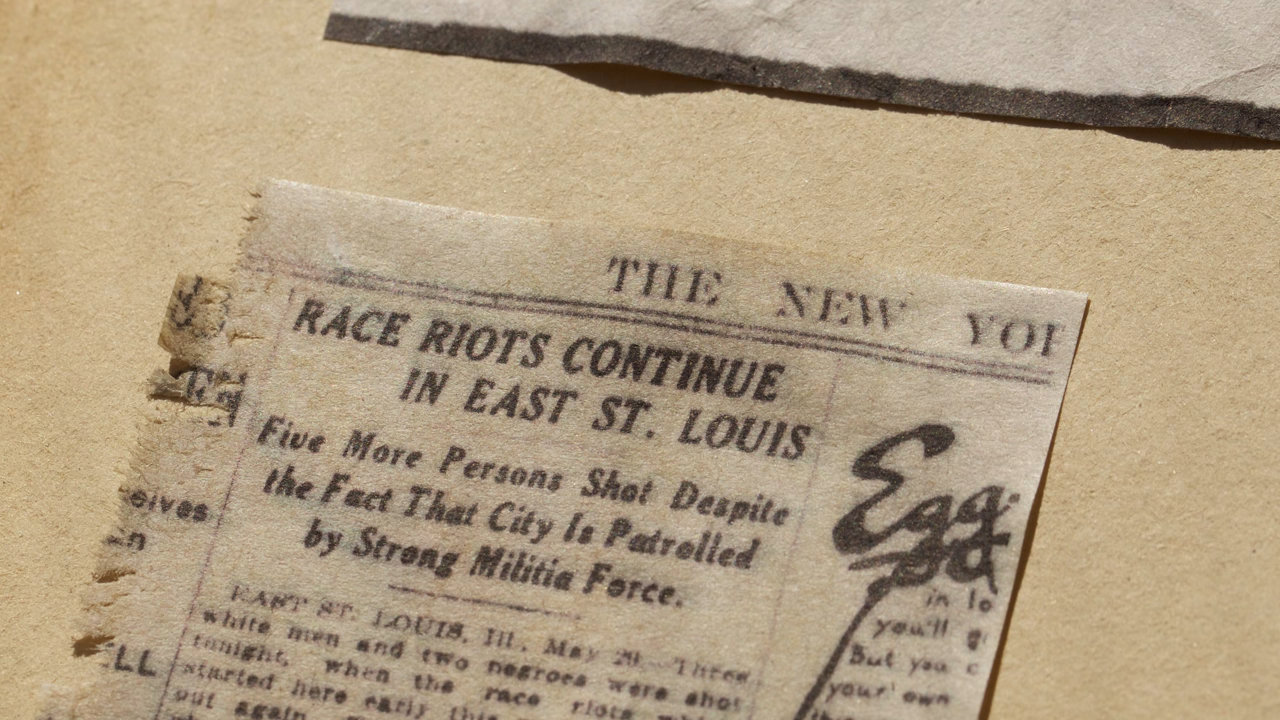 THE NEW YOR
RACE RIOTS CONTINUE
IN EAST ST. LOUIS
Five More Persons Shot Despite
the Fact That City Is Patrolled
by Strong Militia Force.
EAST ST. LOUIS, Ill., May 29.—Three
white men and two negroes were shot
tonight, when the race riots
started here early this
out again
eives
in
LL
Egg
in
you'll
But you
your own